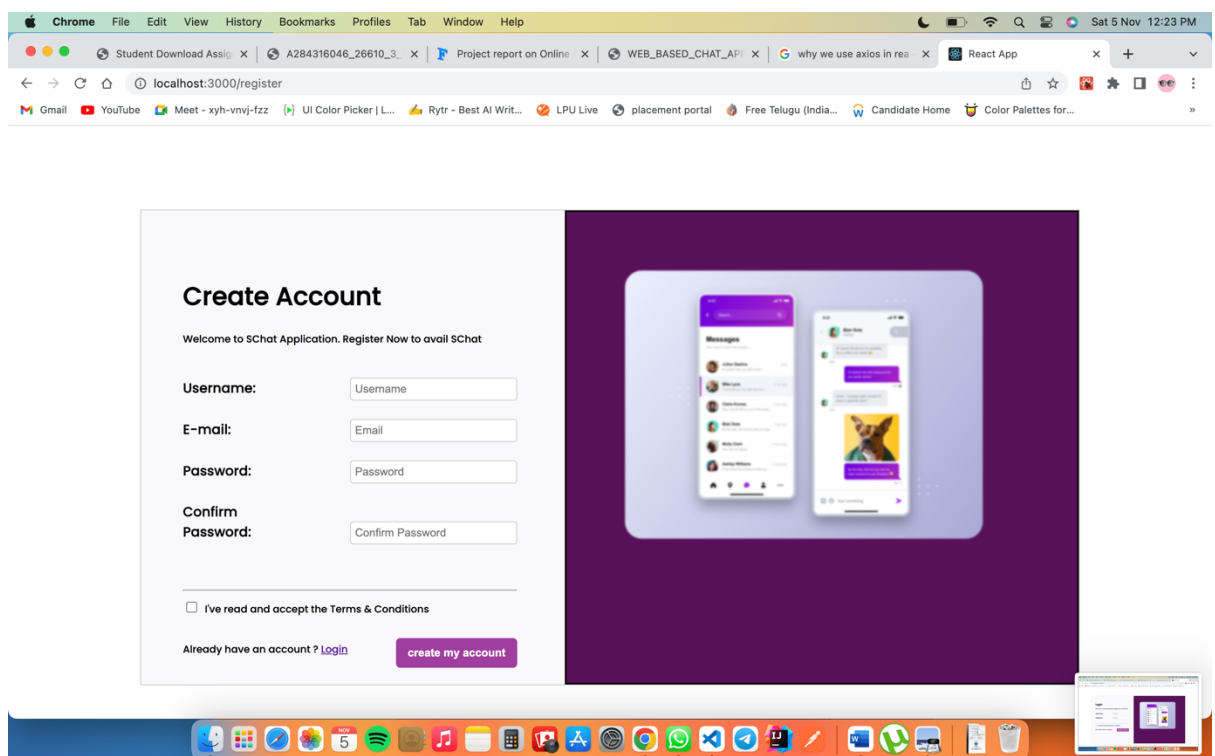 Chrome File Edit View History Bookmarks Profiles Tab Window Help Sat 5 Nov 12:23 PM
Student Download Assig A284316046_26610_3_ Project report on Online WEB_BASED_CHAT_APP why we use axios in rea React App
localhost:3000/register
Gmail YouTube Meet - xyh-vnvj-fzz UI Color Picker | L... Rytr - Best AI Writ... LPU Live placement portal Free Telugu (India... Candidate Home Color Palettes for... »
Create Account
Welcome to SChat Application. Register Now to avail SChat
Username: Username
E-mail: Email
Password: Password
Confirm
Password: Confirm Password
I've read and accept the Terms & Conditions
Already have an account ? Login create my account
Search...
Messages
NOV
5